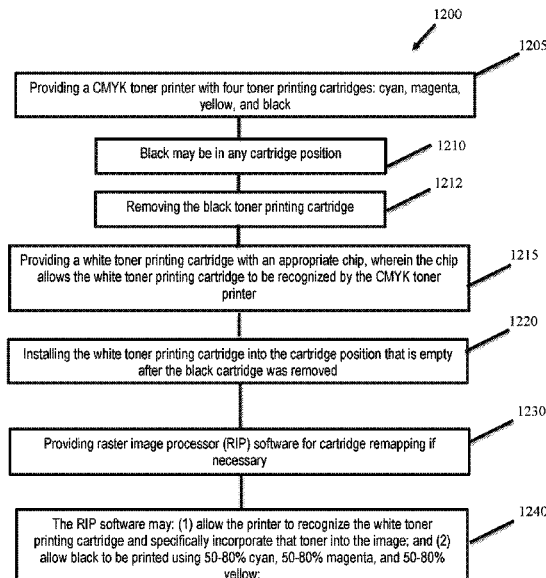 1200
1205
Providing a CMYK toner printer with four toner printing cartridges: cyan, magenta,
yellow, and black
Black may be in any cartridge position
1210
1212
Removing the black toner printing cartridge
Providing a white toner printing cartridge with an appropriate chip, wherein the chip
allows the white toner printing cartridge to be recognized by the CMYK toner
printer
1215
1220
Installing the white toner printing cartridge into the cartridge position that is empty
after the black cartridge was removed
1230
Providing raster image processor (RIP) software for cartridge remapping if
necessary
The RIP software may: (1) allow the printer to recognize the white toner
printing cartridge and specifically incorporate that toner into the image; and (2)
allow black to be printed using 50-80% cyan, 50-80% magenta, and 50-80%
yellow;
1240